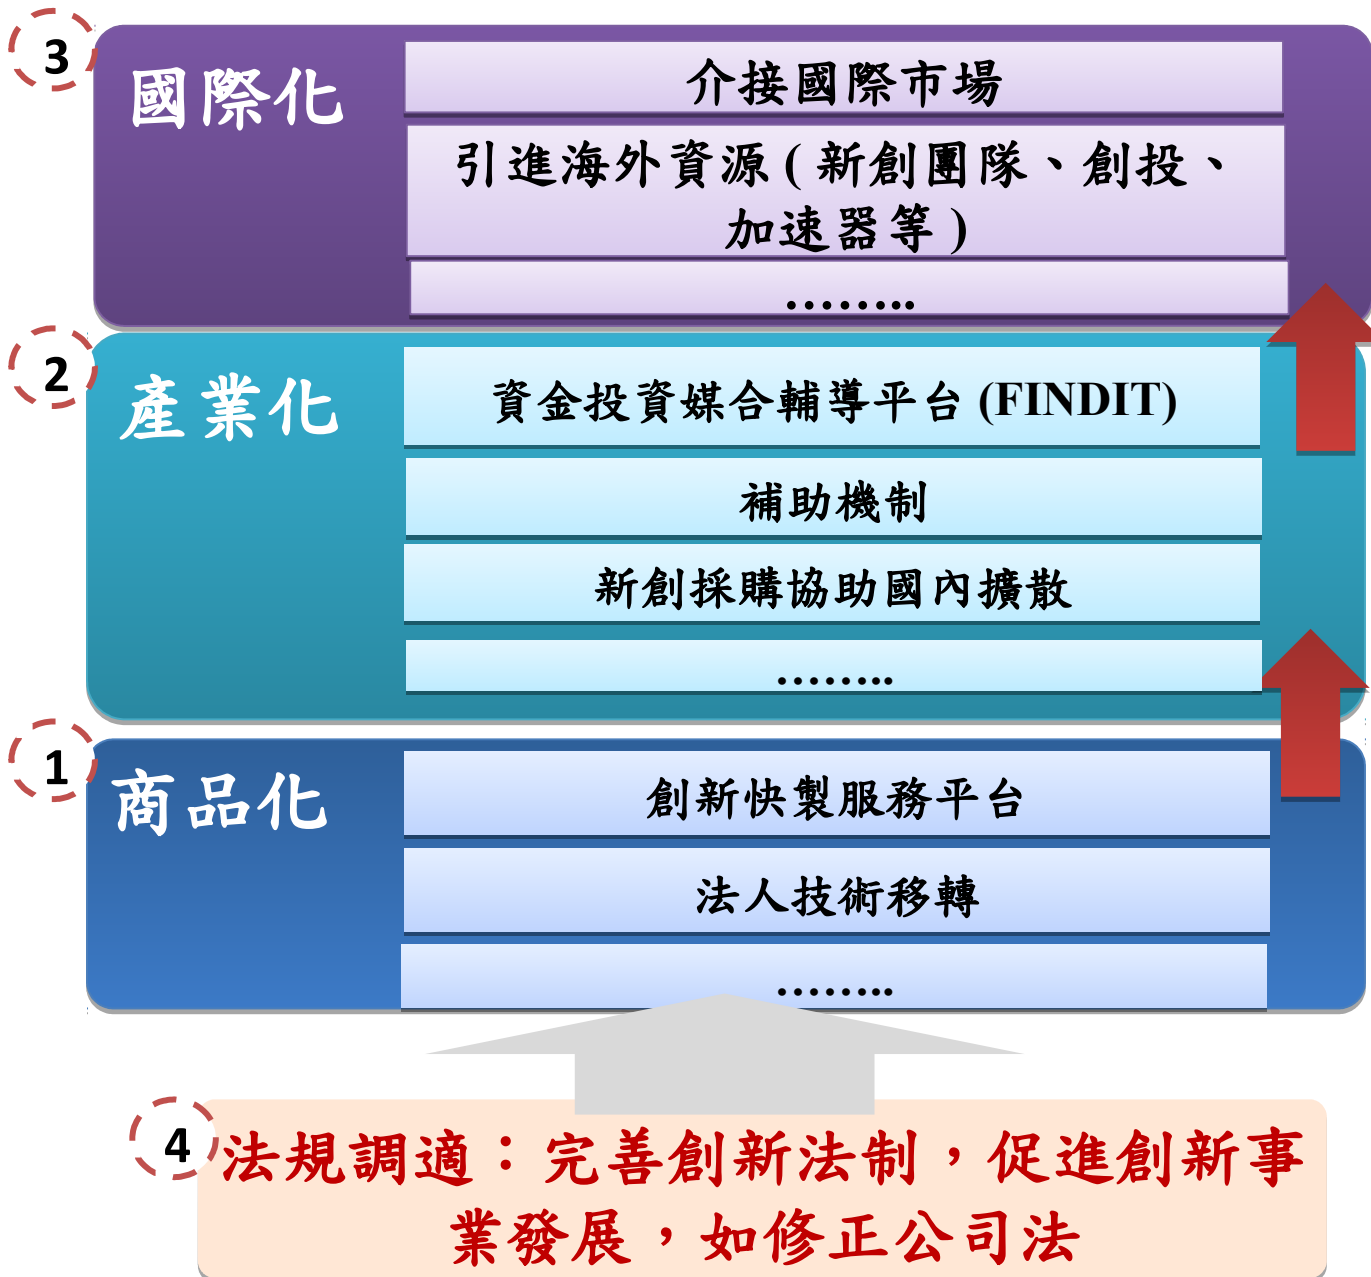 3
國際化
介接國際市場
引進海外資源(新創團隊、創投、
加速器等)
……..
2
產業化
資金投資媒合輔導平台(FINDIT)
補助機制
新創採購協助國內擴散
……..
1
商品化
創新快製服務平台
法人技術移轉
……..
4
法規調適：完善創新法制，促進創新事
業發展，如修正公司法